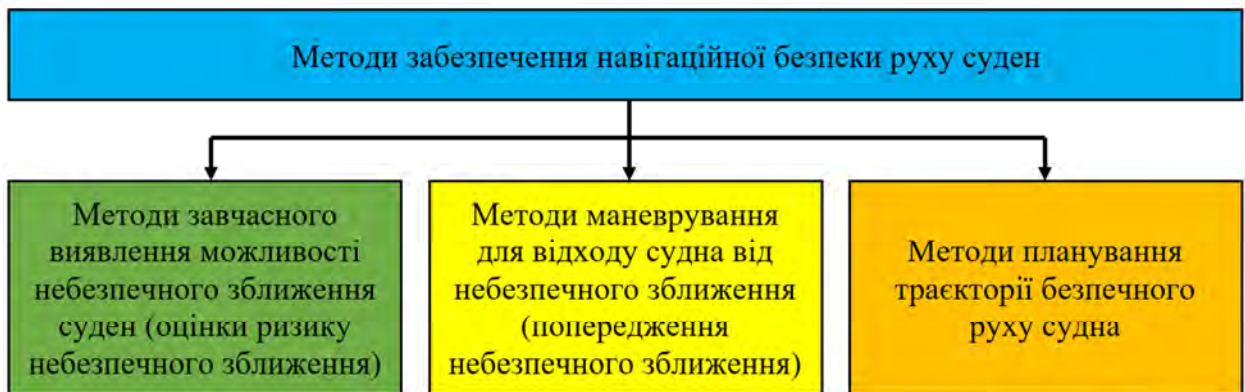 Методи забезпечення навігаційної безпеки руху суден
Методи завчасного
виявлення можливості
небезпечного зближення
суден (оцінки ризику
небезпечного зближення)
Методи маневрування
для відходу судна від
небезпечного зближення
(попередження
небезпечного зближення)
Методи планування
траєкторії безпечного
руху судна